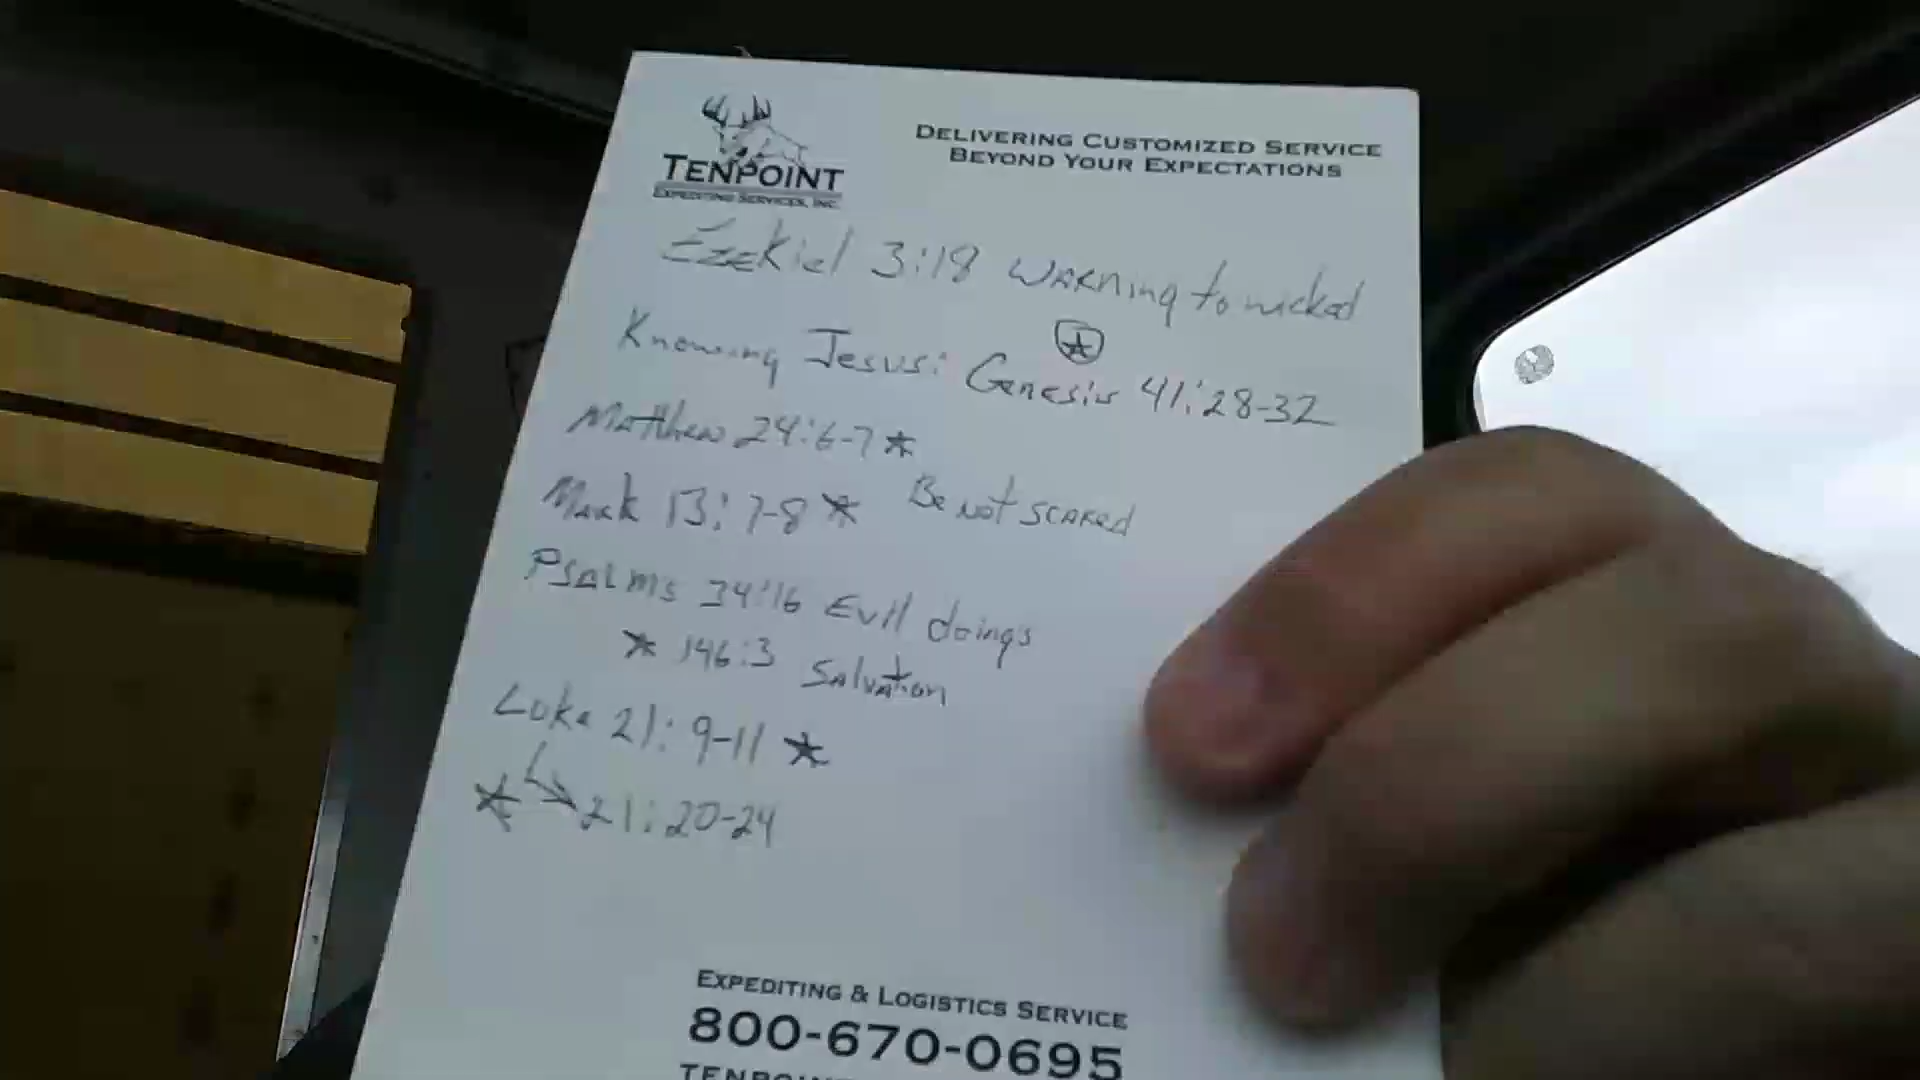 TENPOINT
EXPEDITING SERVICES, INC.
DELIVERING CUSTOMIZED SERVICE
BEYOND YOUR EXPECTATIONS
Ezekiel 3:18 Warning to wicked
Knowing Jesus: Genesis 41:28-32
Matthew 24:6-7 *
Mark 13:7-8 * Be not scared
Psalms 34:16 Evil doings
* 146:3 Salvation
Luke 21:9-11 *
* 21:20-24
EXPEDITING & LOGISTICS SERVICE
800-670-0695